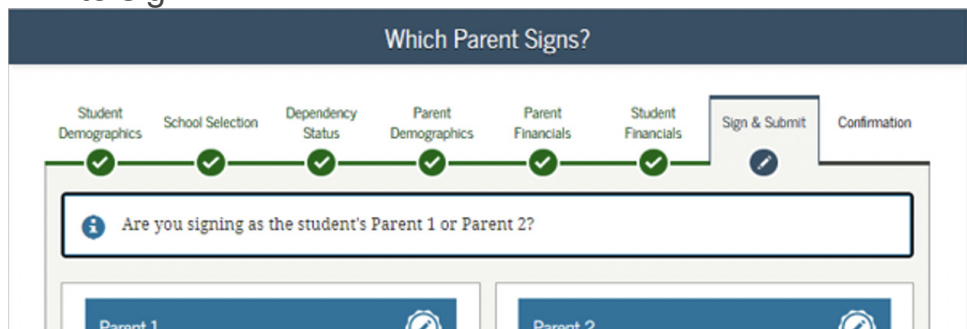 Which Parent Signs?
Student Demographics
School Selection
Dependency Status
Parent Demographics
Parent Financials
Student Financials
Sign & Submit
Confirmation
Are you signing as the student's Parent 1 or Parent 2?
Parent 1
Parent 2